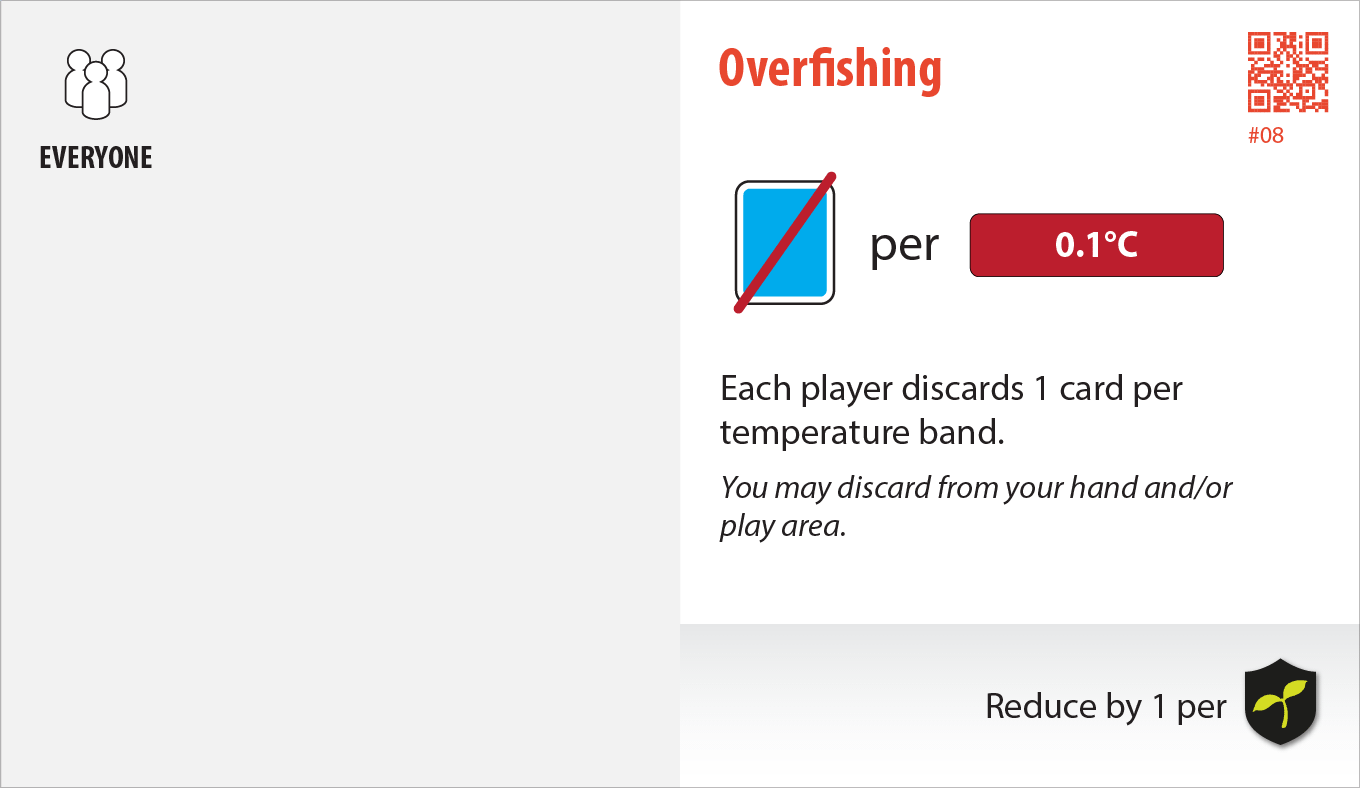 EVERYONE
Overfishing
#08
per
0.1°C
Each player discards 1 card per
temperature band.
You may discard from your hand and/or
play area.
Reduce by 1 per